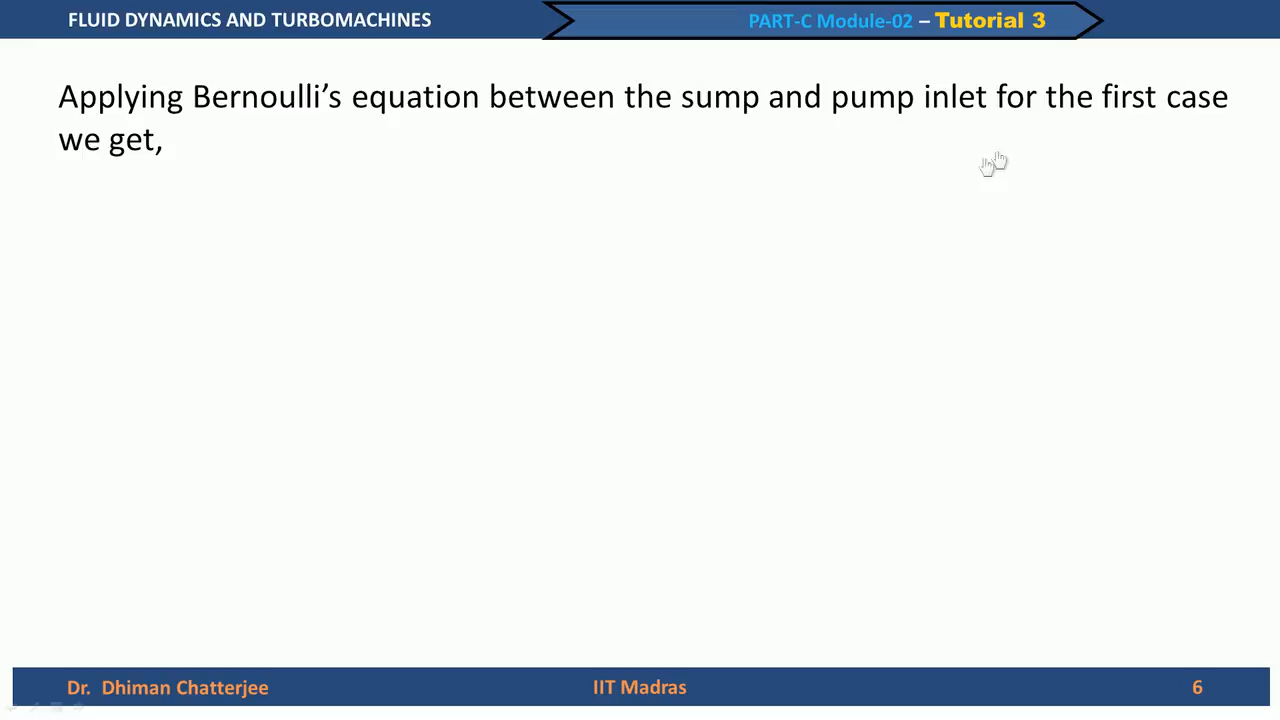 FLUID DYNAMICS AND TURBOMACHINES
PART-C Module-02 – Tutorial 3
Applying Bernoulli’s equation between the sump and pump inlet for the first case
we get,
Dr. Dhiman Chatterjee
IIT Madras
6